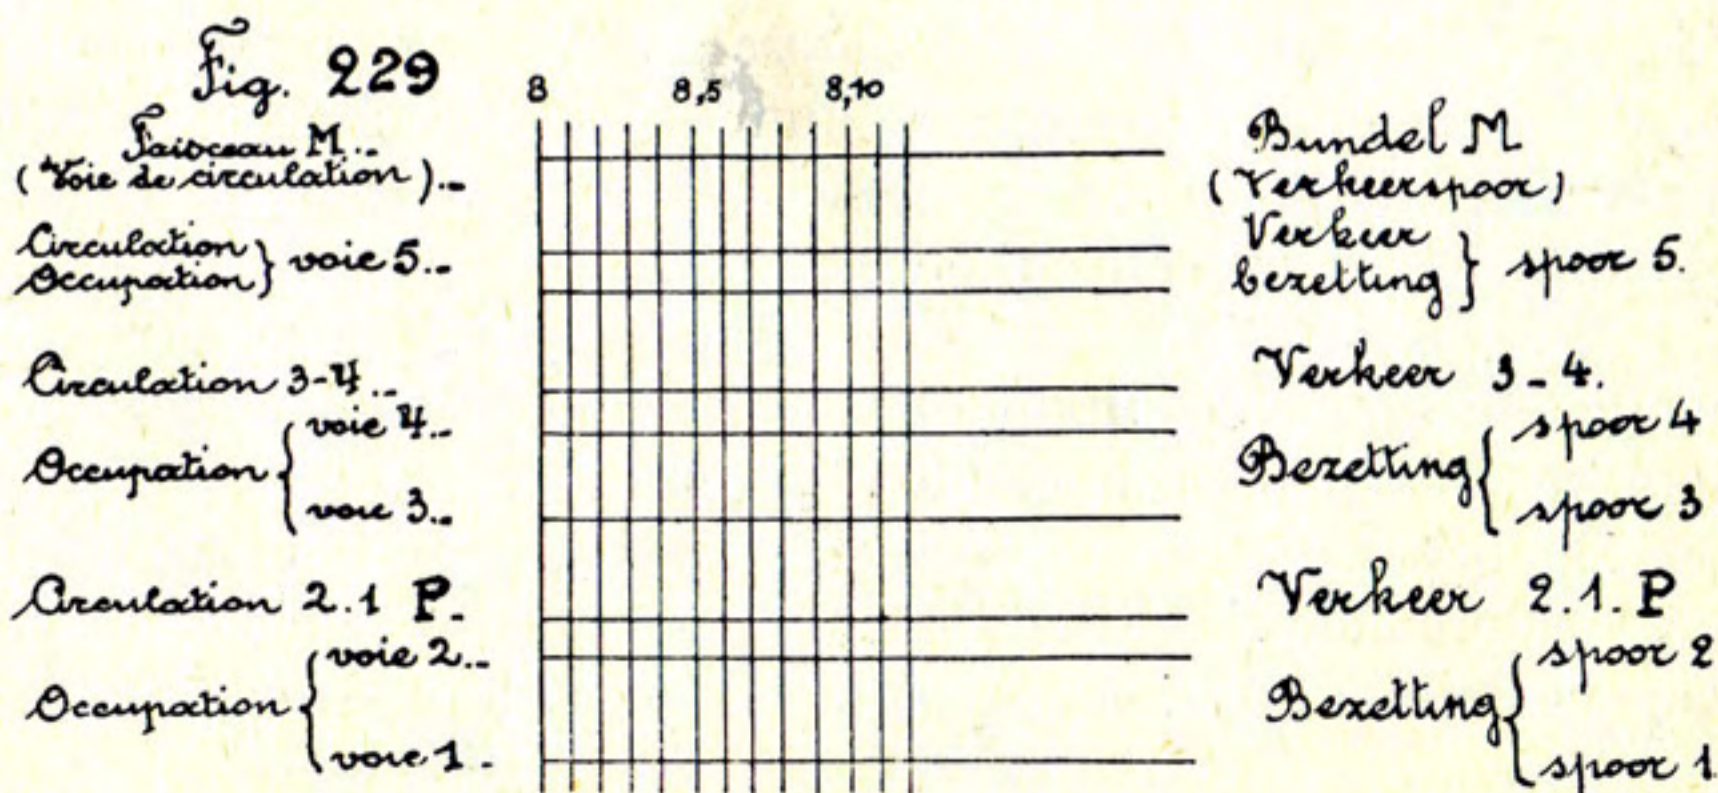 Fig. 229
8 8,5 8,10
Faisceau M..
(Voie de circulation)..
Circulation
Occupation } voie 5..
Circulation 3-4..
voie 4..
Occupation {
voie 3..
Circulation 2.1 P.
voie 2..
Occupation {
voie 1.
Bundel M
(Verkeerspoor)
Verkeer
bezetting } spoor 5.
Verkeer 3-4.
spoor 4
Bezetting {
spoor 3
Verkeer 2.1. P
spoor 2
Bezetting {
spoor 1